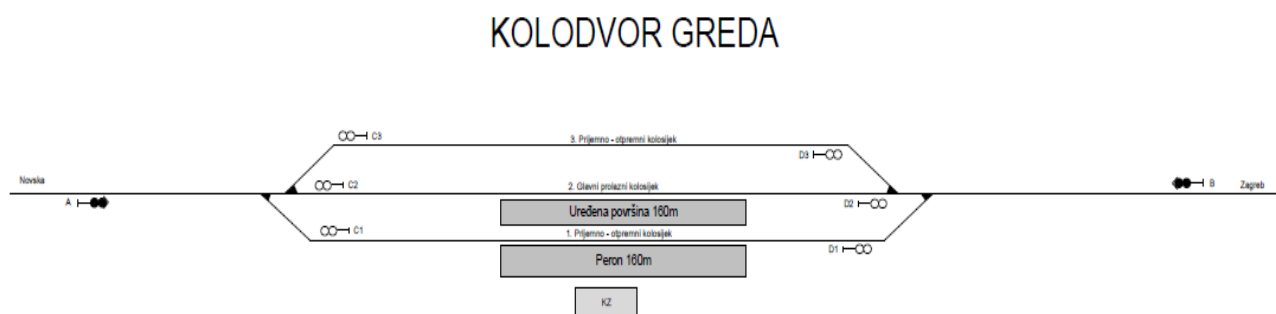 KOLODVOR GREDA
C3
3. Prijemno - otpremni kolosijek
D3
Novska
C2
2. Glavni prolazni kolosijek
B
Zagreb
A
Uređena površina 160m
D2
C1
1. Prijemno - otpremni kolosijek
D1
Peron 160m
KZ